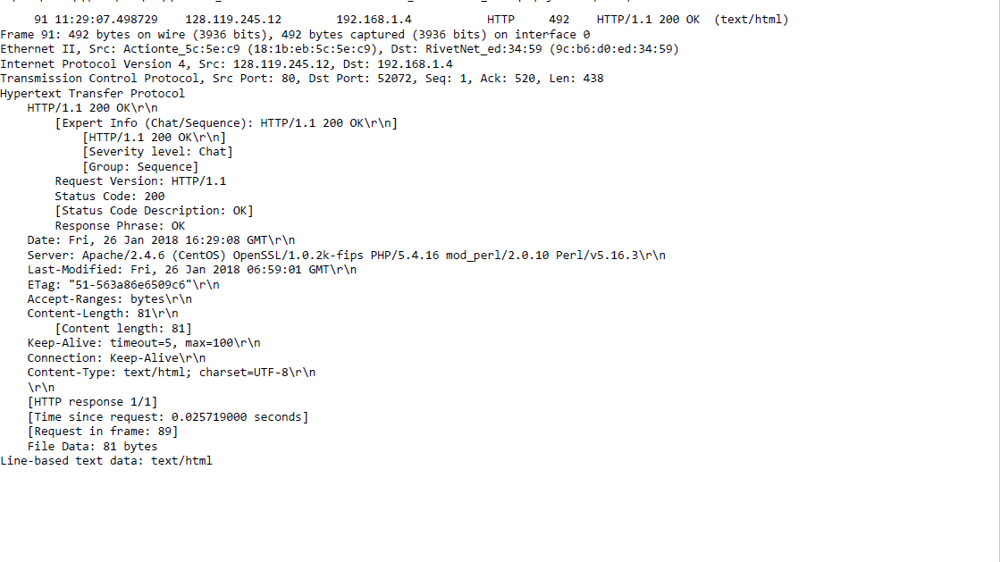 91 11:29:07.498729 128.119.245.12 192.168.1.4 HTTP 492 HTTP/1.1 200 OK (text/html)
Frame 91: 492 bytes on wire (3936 bits), 492 bytes captured (3936 bits) on interface 0
Ethernet II, Src: Actionte_5c:5e:c9 (18:1b:eb:5c:5e:c9), Dst: RivetNet_ed:34:59 (9c:b6:d0:ed:34:59)
Internet Protocol Version 4, Src: 128.119.245.12, Dst: 192.168.1.4
Transmission Control Protocol, Src Port: 80, Dst Port: 52072, Seq: 1, Ack: 520, Len: 438
Hypertext Transfer Protocol
HTTP/1.1 200 OK\r\n
[Expert Info (Chat/Sequence): HTTP/1.1 200 OK\r\n]
[HTTP/1.1 200 OK\r\n]
[Severity level: Chat]
[Group: Sequence]
Request Version: HTTP/1.1
Status Code: 200
[Status Code Description: OK]
Response Phrase: OK
Date: Fri, 26 Jan 2018 16:29:08 GMT\r\n
Server: Apache/2.4.6 (CentOS) OpenSSL/1.0.2k-fips PHP/5.4.16 mod_perl/2.0.10 Perl/v5.16.3\r\n
Last-Modified: Fri, 26 Jan 2018 06:59:01 GMT\r\n
ETag: "51-563a86e6509c6"\r\n
Accept-Ranges: bytes\r\n
Content-Length: 81\r\n
[Content length: 81]
Keep-Alive: timeout=5, max=100\r\n
Connection: Keep-Alive\r\n
Content-Type: text/html; charset=UTF-8\r\n
\r\n
[HTTP response 1/1]
[Time since request: 0.025719000 seconds]
[Request in frame: 89]
File Data: 81 bytes
Line-based text data: text/html